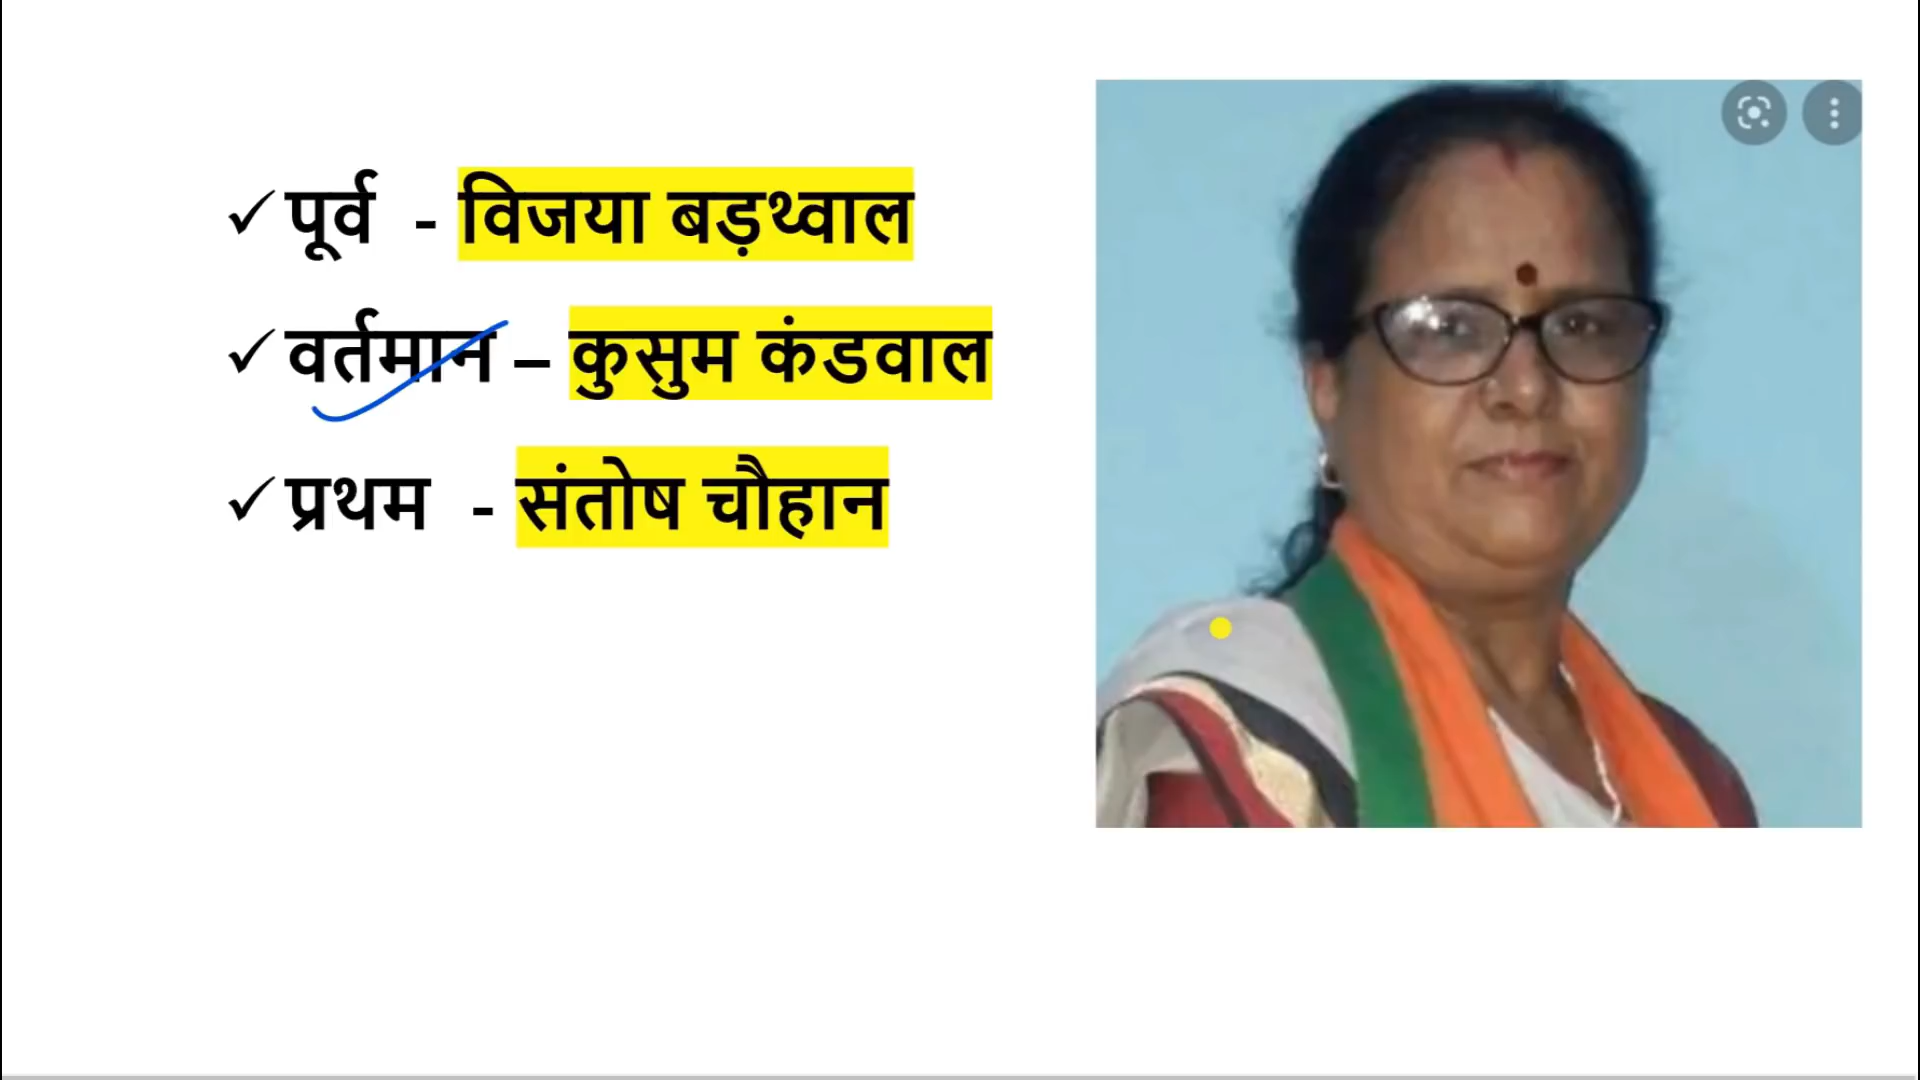 ✓ पूर्व - विजया बड़थ्वाल
✓ वर्तमान – कुसुम कंडवाल
✓ प्रथम - संतोष चौहान